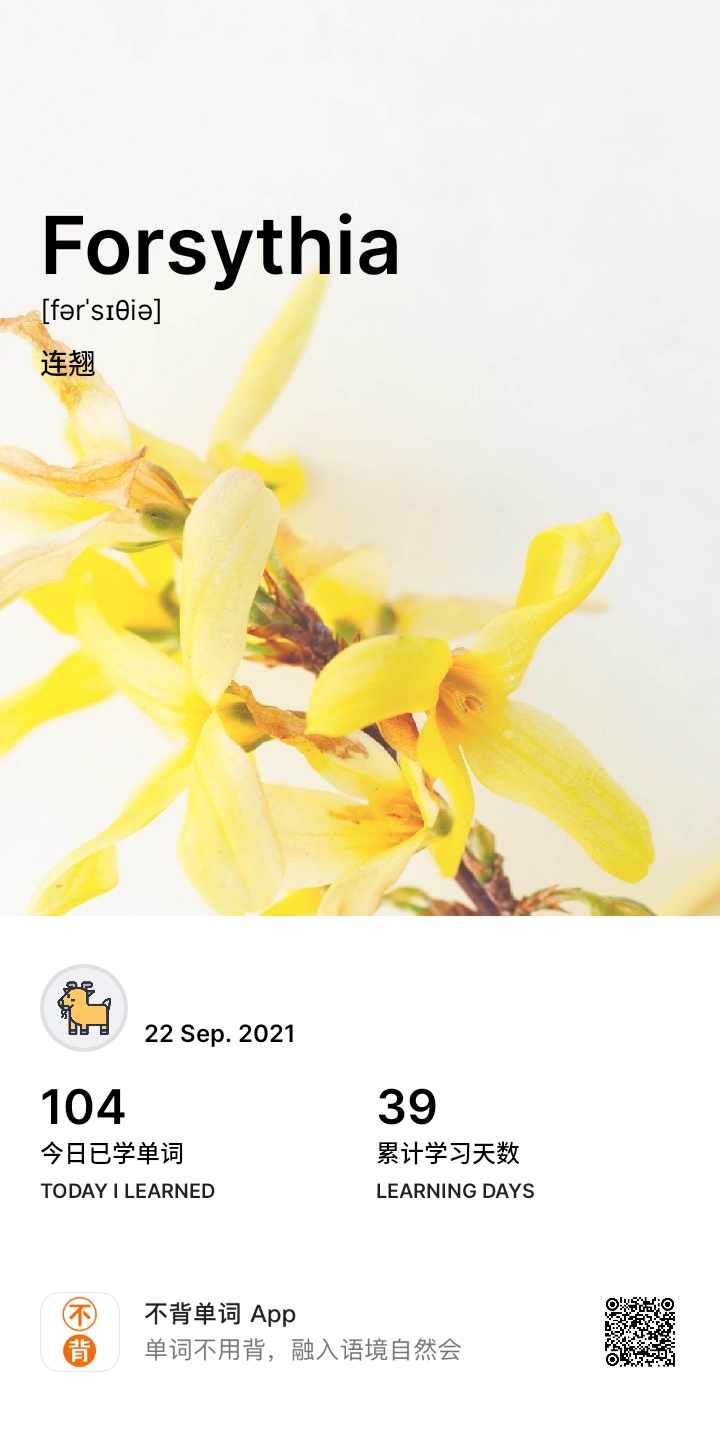 Forsythia
[fərˈsɪθiə]
连翘
22 Sep. 2021
104
今日已学单词
TODAY I LEARNED
39
累计学习天数
LEARNING DAYS
不
背
不背单词 App
单词不用背，融入语境自然会